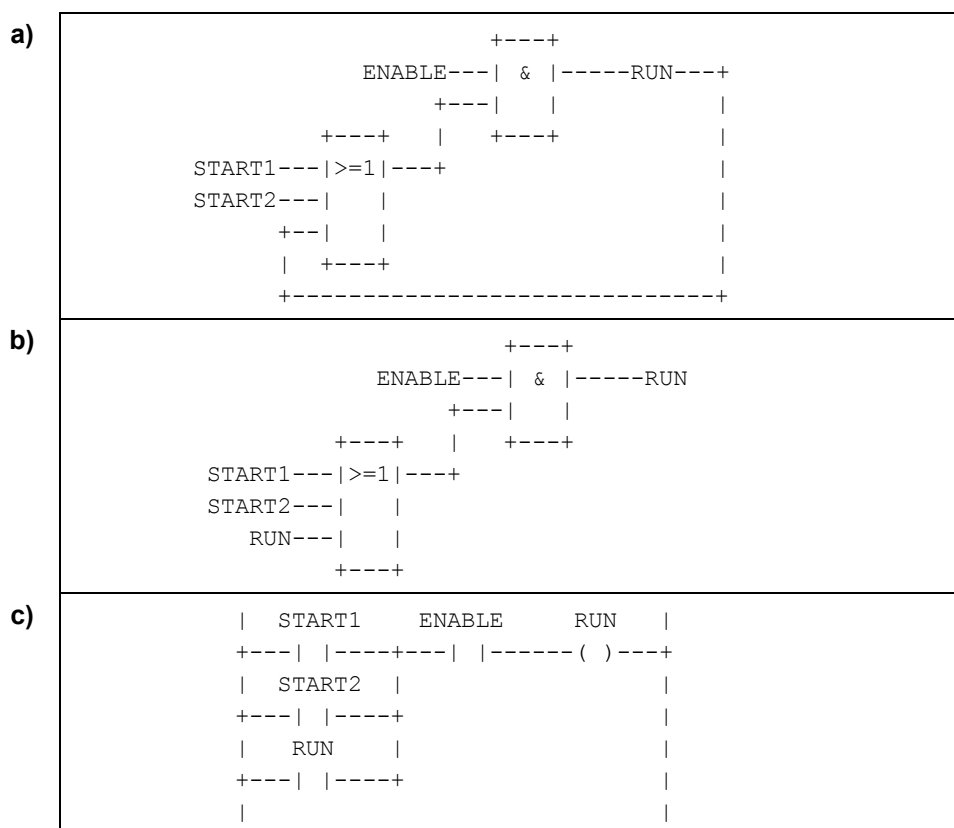 a)
+---+
ENABLE---| & |-----RUN---+
+---|   |           |
+---+   |   +---+           |
START1---|>=1|---+                   |
START2---|   |                       |
+--|   |                       |
|  +---+                       |
+------------------------------+
b)
+---+
ENABLE---| & |-----RUN
+---|   |
+---+   |   +---+
START1---|>=1|---+
START2---|   |
RUN---|   |
+---+
c)
|  START1    ENABLE     RUN   |
+---| |----+---| |------( )---+
|  START2  |                  |
+---| |----+                  |
|   RUN    |                  |
+---| |----+                  |
|                             |